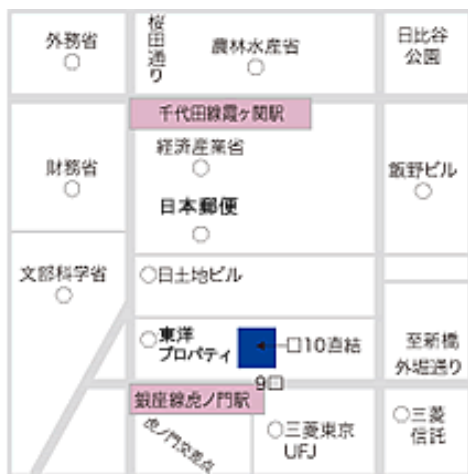 外務省
桜田通り
農林水産省
日比谷
公園
千代田線霞ヶ関駅
経済産業省
財務省
飯野ビル
日本郵便
文部科学省
日土地ビル
東洋
プロパティ
口10直結
至新橋
外堀通り
9口
銀座線虎ノ門駅
虎ノ門交差点
三菱東京
UFJ
三菱
信託